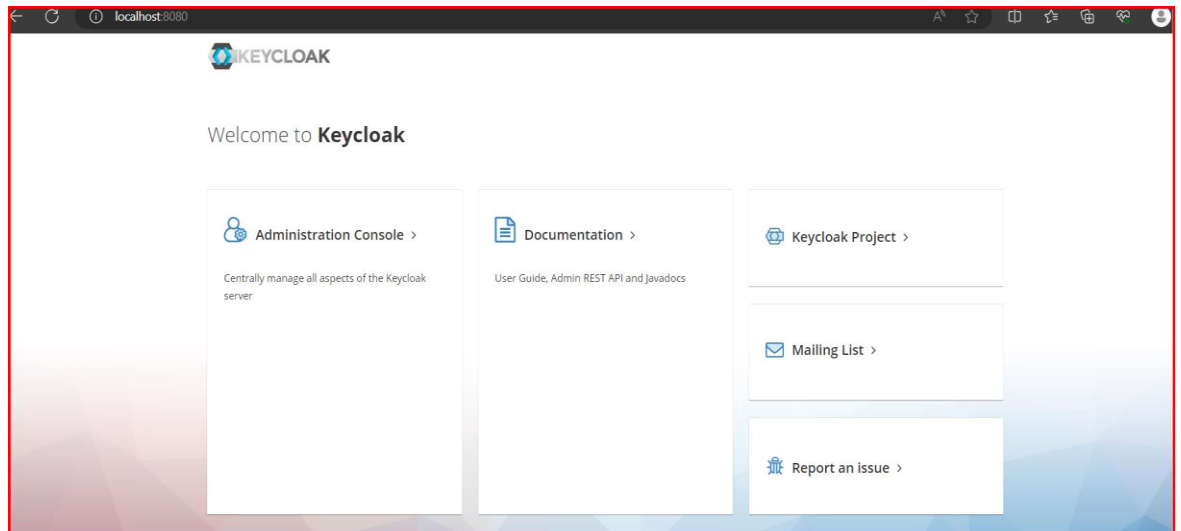 localhost:8080
KEYCLOAK
Welcome to Keycloak
Administration Console >
Centrally manage all aspects of the Keycloak
server
Documentation >
User Guide, Admin REST API and Javadocs
Keycloak Project >
Mailing List >
Report an issue >